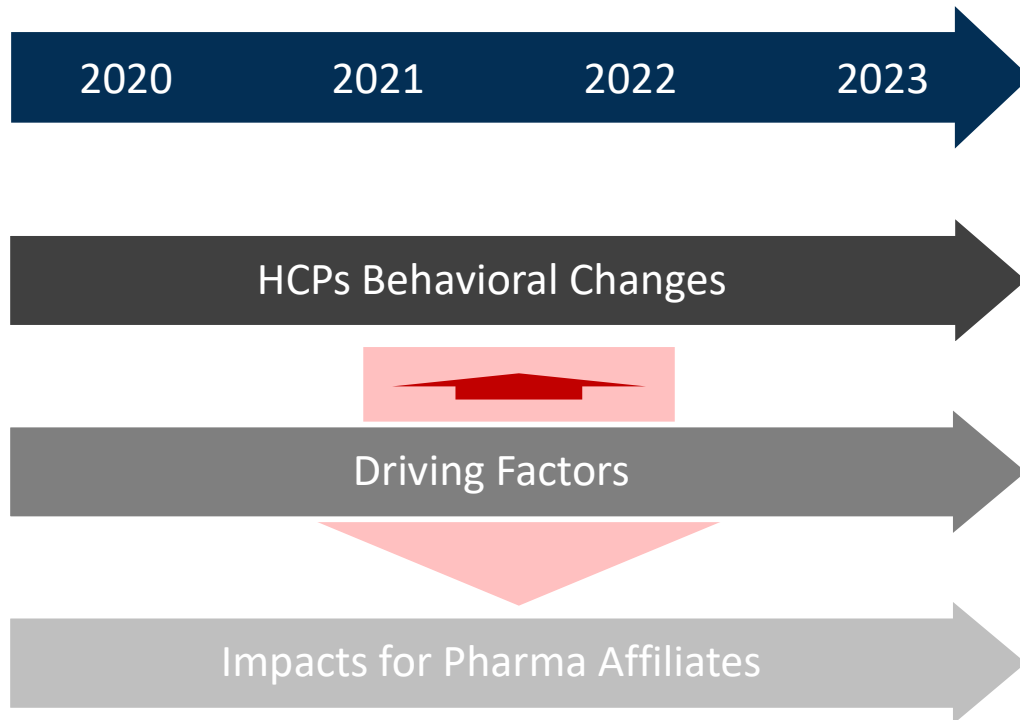 2020 2021 2022 2023
HCPs Behavioral Changes
Driving Factors
Impacts for Pharma Affiliates